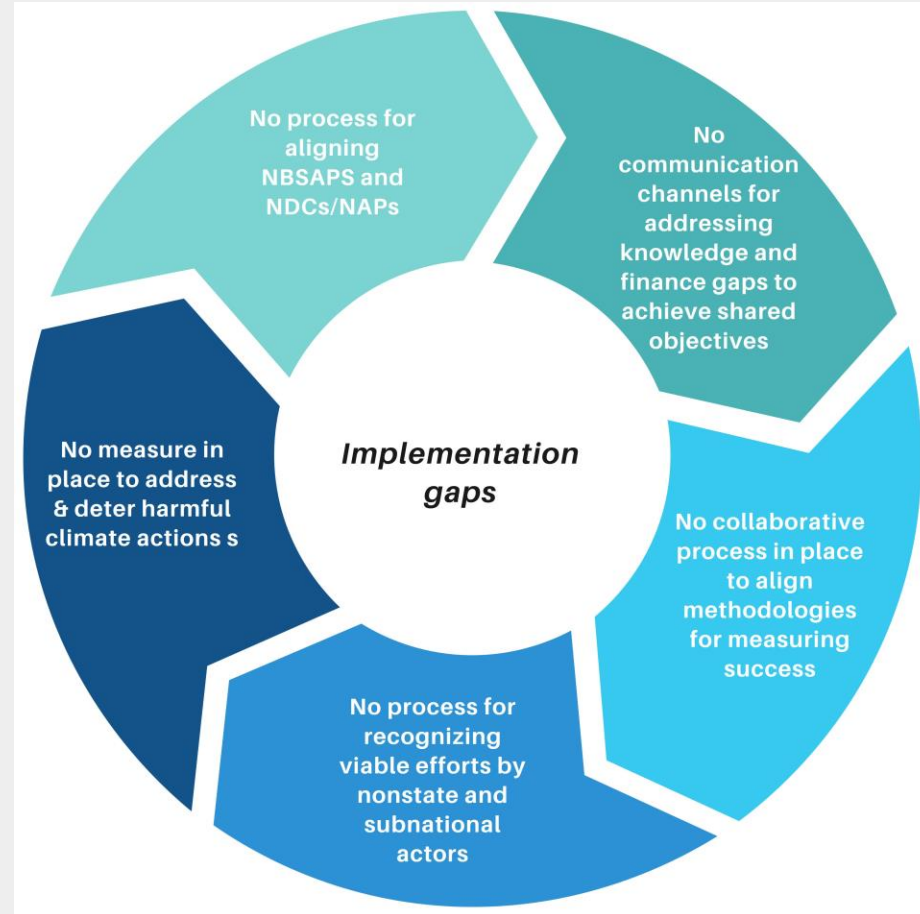 No process for
aligning
NBSAPS and
NDCs/NAPs
No
communication
channels for
addressing
knowledge and
finance gaps to
achieve shared
objectives
No collaborative
process in place
to align
methodologies
for measuring
success
No process for
recognizing
viable efforts by
nonstate and
subnational
actors
No measure in
place to address
& deter harmful
climate actions s
Implementation
gaps